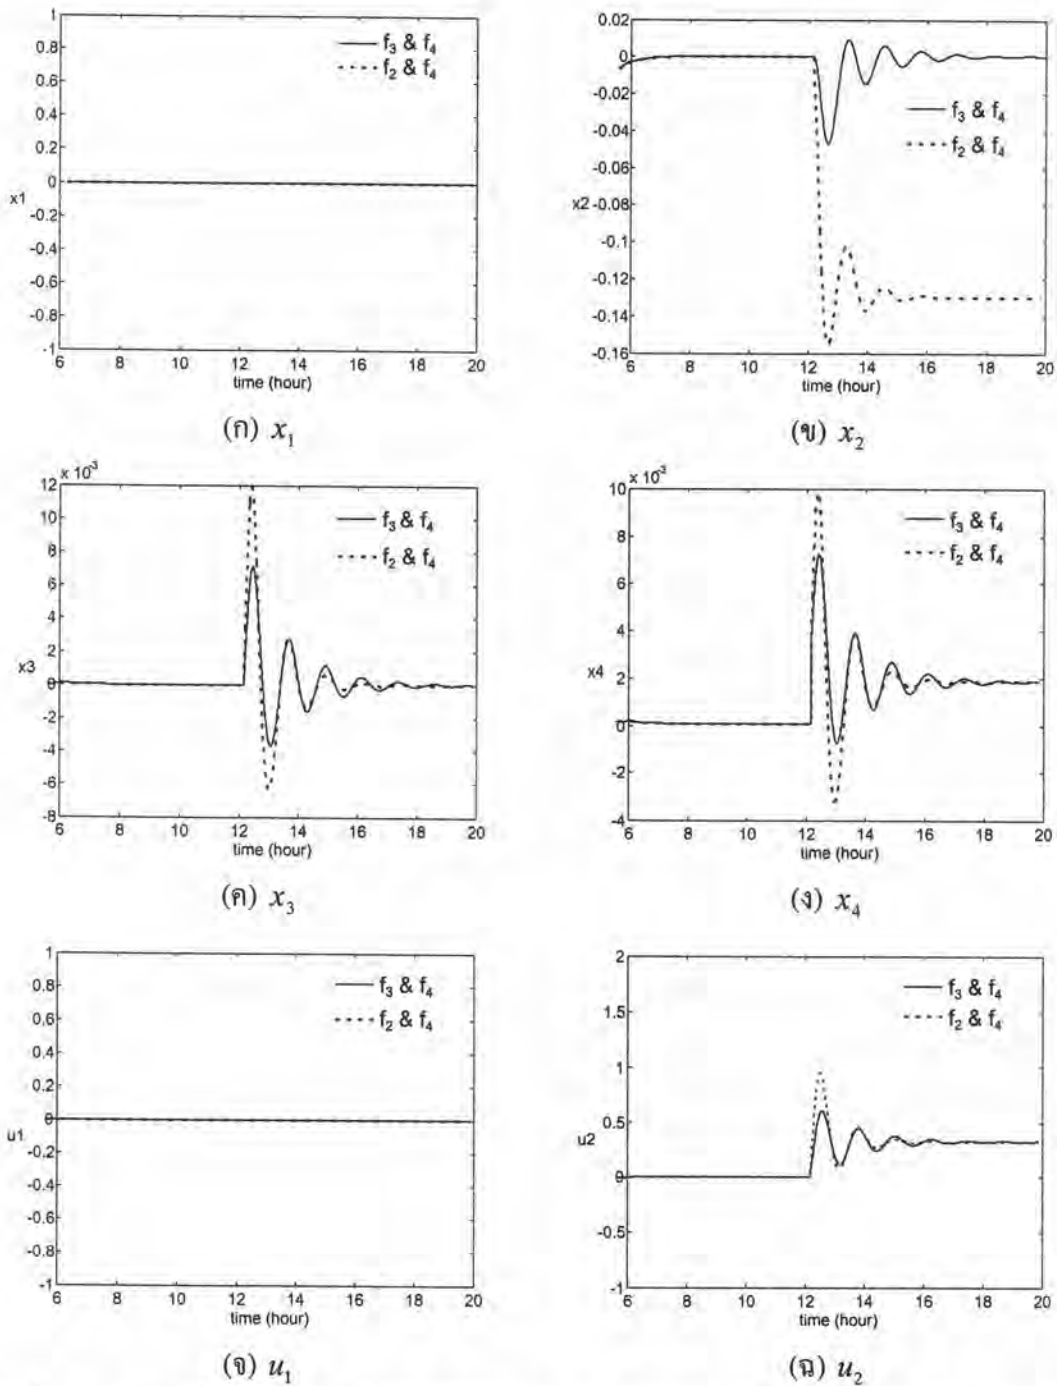 1
0.8
0.6
0.4
0.2
0
x1
-0.2
-0.4
-0.6
-0.8
-1
6 8 10 12 14 16 18 20
time (hour)
f3 & f4
f2 & f4
(ก) x1
0.02
0
-0.02
-0.04
-0.06
x2 -0.08
-0.1
-0.12
-0.14
-0.16
6 8 10 12 14 16 18 20
time (hour)
f3 & f4
f2 & f4
(ข) x2
x 10-3
12
10
8
6
4
2
x3
0
-2
-4
-6
-8
6 8 10 12 14 16 18 20
time (hour)
f3 & f4
f2 & f4
(ค) x3
x 10-3
10
8
6
4
x4
2
0
-2
-4
6 8 10 12 14 16 18 20
time (hour)
f3 & f4
f2 & f4
(ง) x4
1
0.8
0.6
0.4
0.2
0
u1
-0.2
-0.4
-0.6
-0.8
-1
6 8 10 12 14 16 18 20
time (hour)
f3 & f4
f2 & f4
(จ) u1
2
1.5
1
0.5
u2
0
-0.5
-1
6 8 10 12 14 16 18 20
time (hour)
f3 & f4
f2 & f4
(ฉ) u2